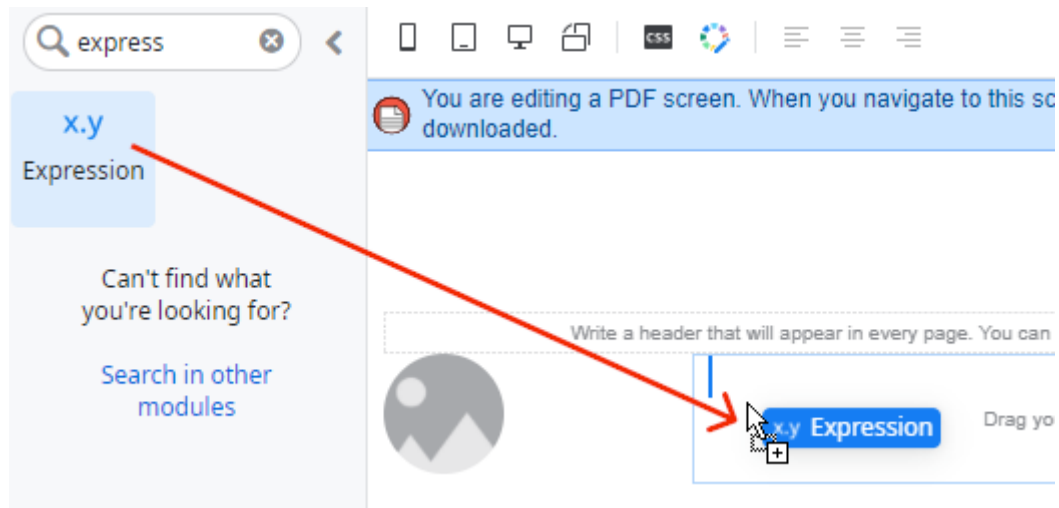 express
CSS
You are editing a PDF screen. When you navigate to this sc
downloaded.
x.y
Expression
Can't find what
you're looking for?
Search in other
modules
Write a header that will appear in every page. You can
x.y Expression
Drag yo